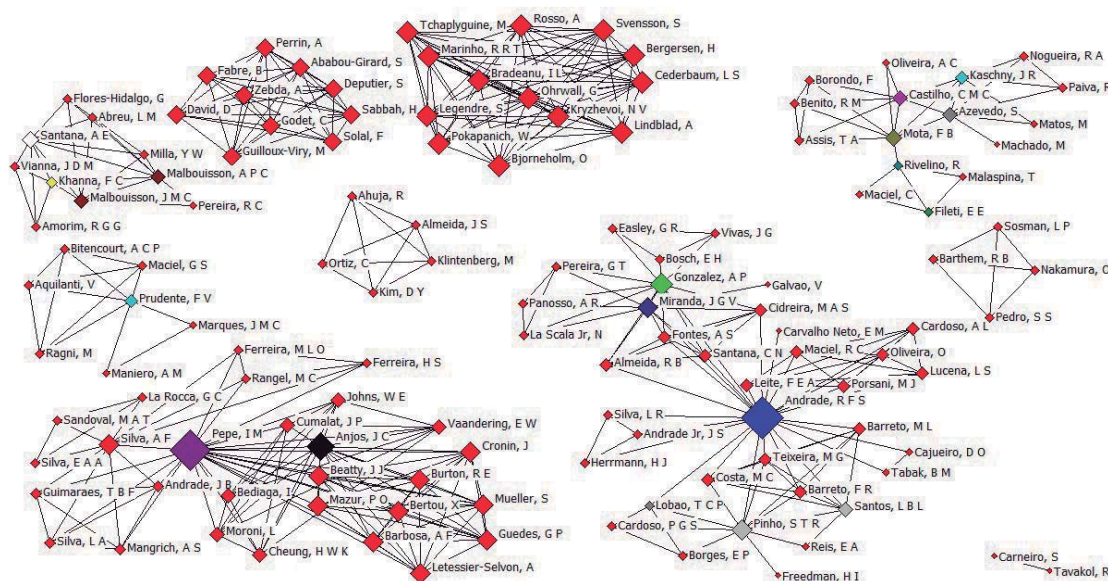 Tchaplyguine, M
Rosso, A
Svensson, S
Marinho, R R T
Bergersen, H
Bradeanu, I L
Cederbaum, L S
Ohrvall, G
Legendre, S
Kryzhevoi, N V
Pokapanich, W
Lindblad, A
Bjorneholm, O
Perrin, A
Ababou-Girard, S
Fabre, B
Deputier, S
Zebda, A
David, D
Sabbah, H
Godet, C
Solal, F
Guilloux-Viry, M
Flores-Hidalgo, G
Abreu, L M
Santana, A E
Milla, Y W
Vianna, J D M
Malbouisson, A P C
Khanna, F C
Malbouisson, J M C
Pereira, R C
Amorim, R G G
Oliveira, A C
Nogueira, R A
Borondo, F
Kaschny, J R
Castilho, C M C
Paiva, R
Benito, R M
Azevedo, S
Matos, M
Assis, T A
Mota, F B
Machado, M
Rivelino, R
Malaspina, T
Maciel, C
Fileti, E E
Ahuja, R
Almeida, J S
Ortiz, C
Klintenberg, M
Kim, D Y
Bitencourt, A C P
Maciel, G S
Aquilanti, V
Prudente, F V
Marques, J M C
Ragni, M
Maniero, A M
Sosman, L P
Barthem, R B
Nakamura, O
Pedro, S S
Easley, G R
Vivas, J G
Bosch, E H
Pereira, G T
Gonzalez, A P
Galvao, V
Panosso, A R
Miranda, J G V
Cidreira, M A S
La Scala Jr, N
Fontes, A S
Carvalho Neto, E M
Cardoso, A L
Almeida, R B
Santana, C N
Maciel, R C
Oliveira, O
Lucena, L S
Leite, F E A
Porsani, M J
Andrade, R F S
Silva, L R
Andrade Jr, J S
Barreto, M L
Herrmann, H J
Teixeira, M G
Cajueiro, D O
Costa, M C
Barreto, F R
Tabak, B M
Lobao, T C P
Santos, L B L
Cardoso, P G S
Pinho, S T R
Borges, E P
Reis, E A
Freedman, H I
Carneiro, S
Tavakol, R
Ferreira, M L O
Ferreira, H S
Rangel, M C
La Rocca, G C
Johns, W E
Sandoval, M A T
Cumalat, J P
Vaandering, E W
Silva, A F
Pepe, I M
Anjos, J C
Cronin, J
Silva, E A A
Beatty, J J
Burton, R E
Guimaraes, T B F
Andrade, J B
Bediaga, I
Mazur, P O
Bertou, X
Mueller, S
Silva, L A
Mangrich, A S
Moroni, L
Cheung, H W K
Barbosa, A F
Guedes, G P
Letessier-Selvon, A